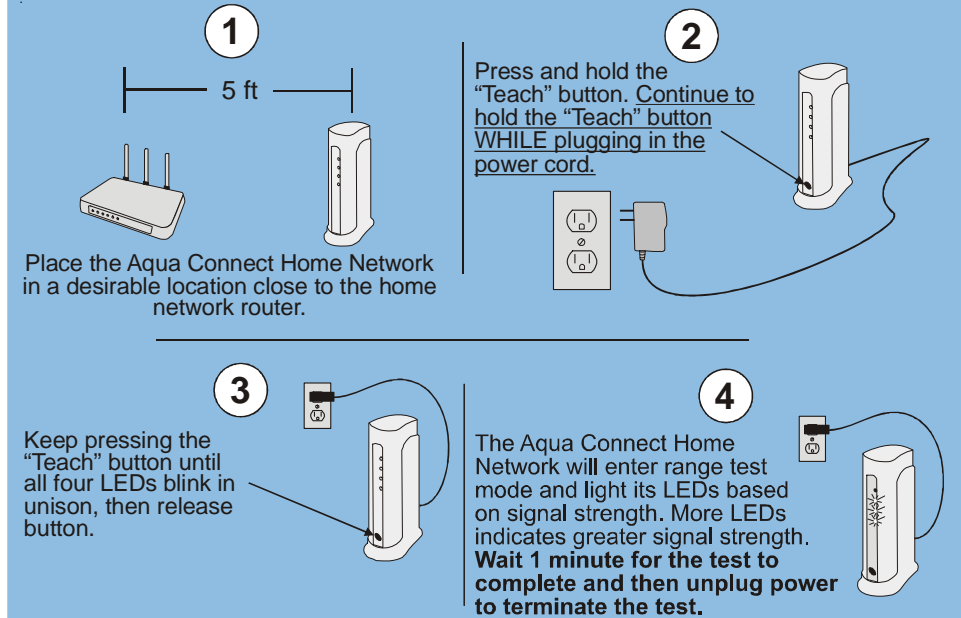 1
5 ft
Place the Aqua Connect Home Network
in a desirable location close to the home
network router.
2
Press and hold the
“Teach” button. Continue to
hold the “Teach” button
WHILE plugging in the
power cord.
3
Keep pressing the
“Teach” button until
all four LEDs blink in
unison, then release
button.
4
The Aqua Connect Home
Network will enter range test
mode and light its LEDs based
on signal strength. More LEDs
indicates greater signal strength.
Wait 1 minute for the test to
complete and then unplug power
to terminate the test.